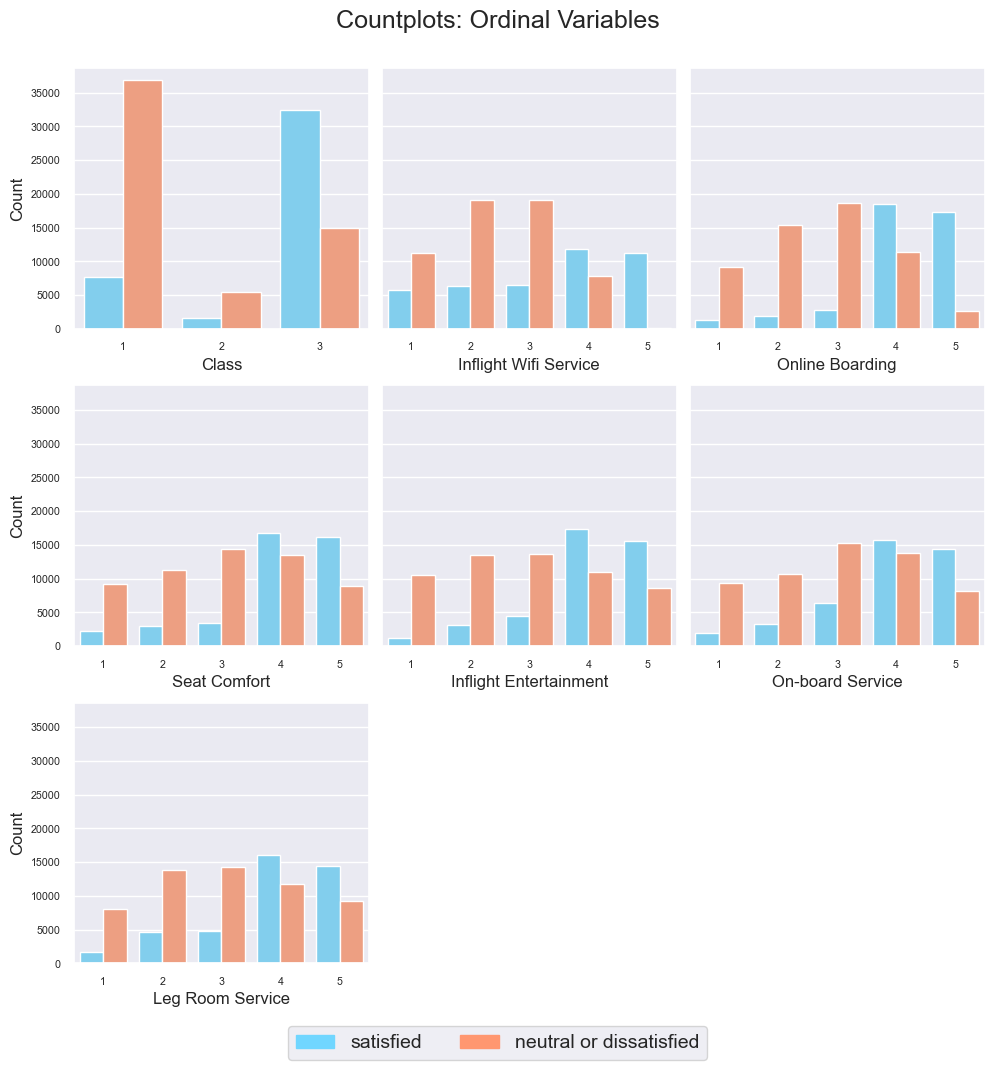 Countplots: Ordinal Variables
35000
30000
25000
20000
15000
10000
5000
0
Count
1 2 3
Class
1 2 3 4 5
Inflight Wifi Service
1 2 3 4 5
Online Boarding
35000
30000
25000
20000
15000
10000
5000
0
Count
1 2 3 4 5
Seat Comfort
1 2 3 4 5
Inflight Entertainment
1 2 3 4 5
On-board Service
35000
30000
25000
20000
15000
10000
5000
0
Count
1 2 3 4 5
Leg Room Service
satisfied neutral or dissatisfied